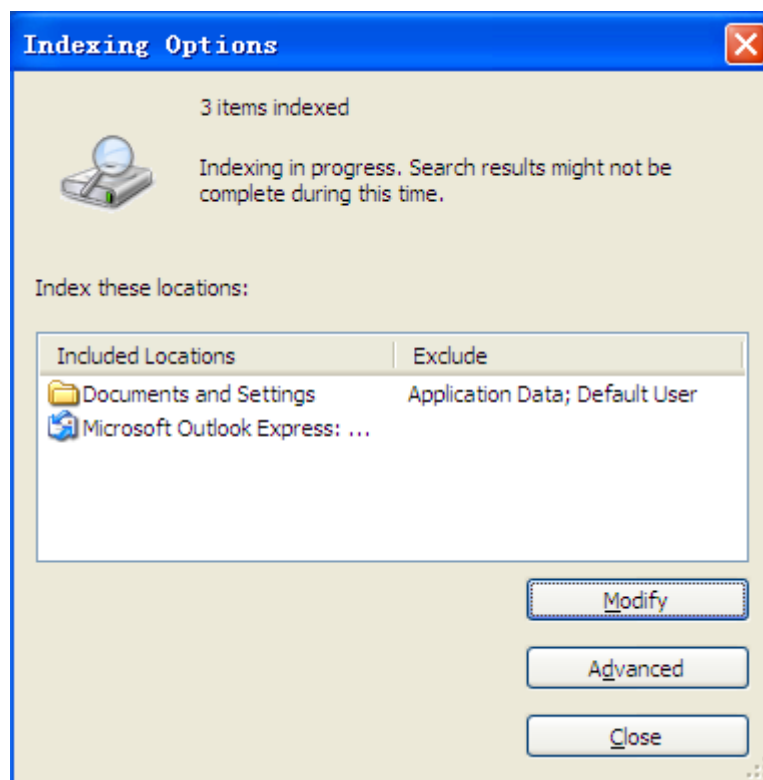 Indexing Options
3 items indexed
Indexing in progress. Search results might not be
complete during this time.
Index these locations:
Included Locations Exclude
Documents and Settings Application Data; Default User
Microsoft Outlook Express: ...
Modify
Advanced
Close